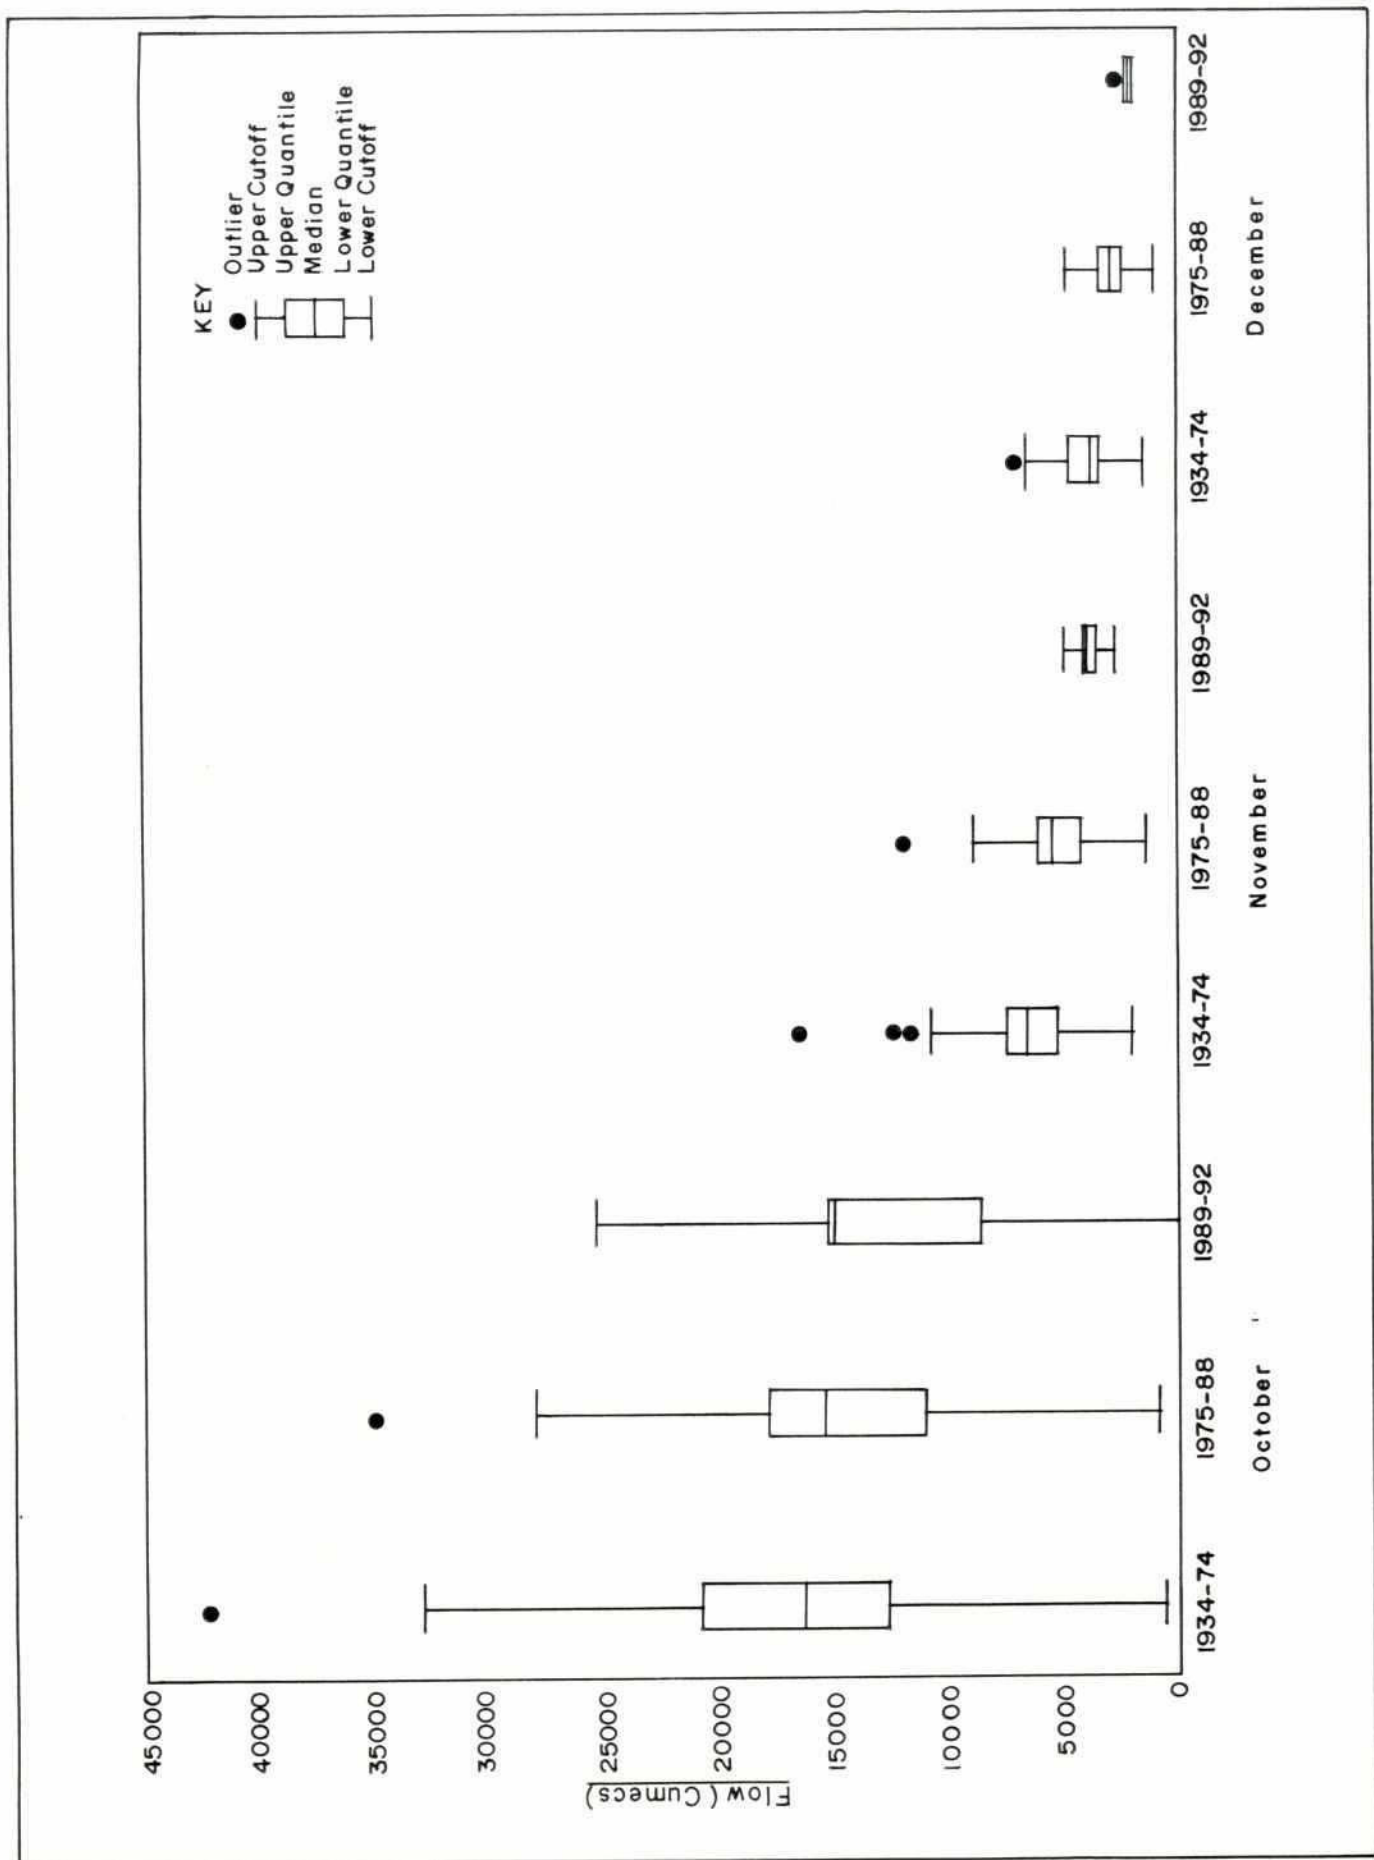 KEY
Outlier
Upper Cutoff
Upper Quantile
Median
Lower Quantile
Lower Cutoff
45000
40000
35000
30000
25000
20000
15000
10000
5000
0
Flow (Cumecs)
1934-74
1975-88
1989-92
1934-74
1975-88
1989-92
1934-74
1975-88
1989-92
October
November
December